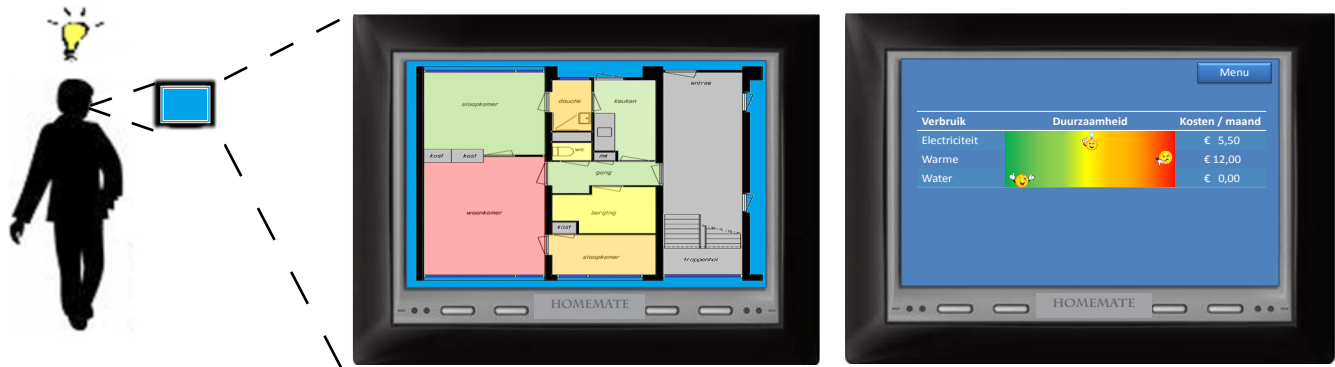 slaapkamer
douche
keuken
entree
kast kast
wc
mk
gang
woonkamer
berging
kast
slaapkamer
trappenhal
HOMEMATE
Menu
Verbruik Duurzaamheid Kosten / maand
Electriciteit € 5,50
Warme € 12,00
Water € 0,00
HOMEMATE